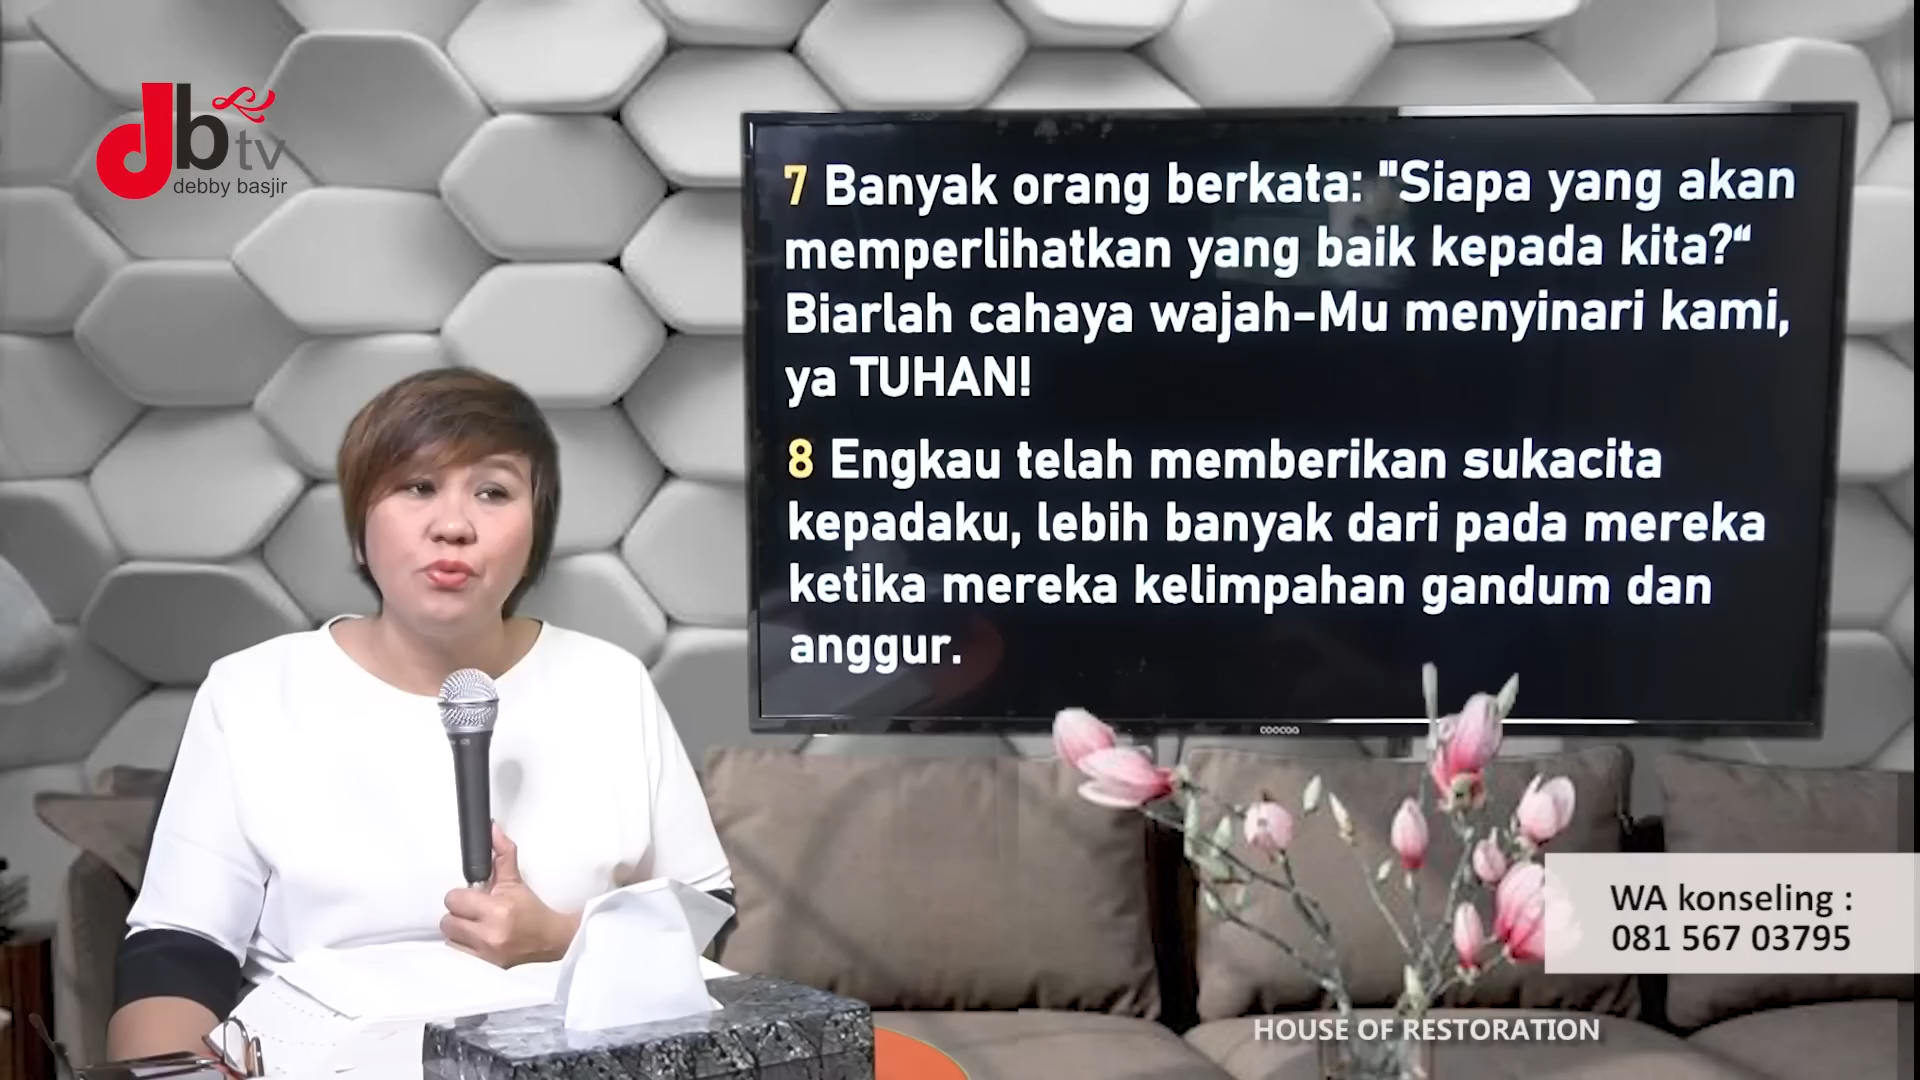 db tv
debby basjir
7 Banyak orang berkata: "Siapa yang akan
memperlihatkan yang baik kepada kita?“
Biarlah cahaya wajah-Mu menyinari kami,
ya TUHAN!
8 Engkau telah memberikan sukacita
kepadaku, lebih banyak dari pada mereka
ketika mereka kelimpahan gandum dan
anggur.
coocaa
WA konseling :
081 567 03795
HOUSE OF RESTORATION